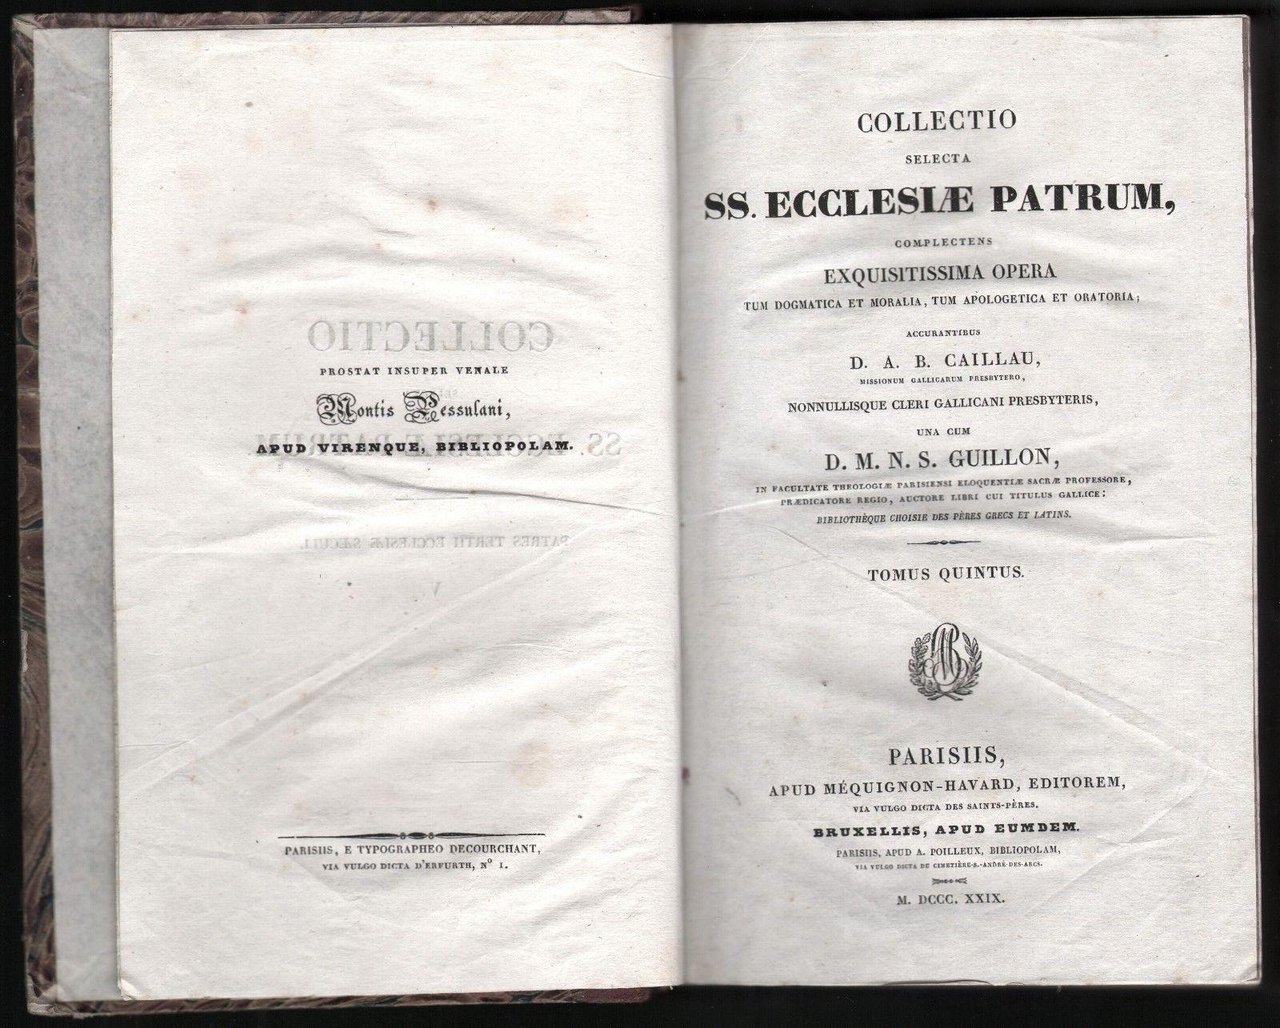 PROSTAT INSUPER VENALE
Montis Pessulani,
APUD VIRENQUE, BIBLIOPOLAM.
PARISIIS, E TYPOGRAPHEO DECOURCHANT,
VIA VULGO DICTA D'ERFURTH, Nº 1.
COLLECTIO
SELECTA
SS. ECCLESIÆ PATRUM,
COMPLECTENS
EXQUISITISSIMA OPERA
TUM DOGMATICA ET MORALIA, TUM APOLOGETICA ET ORATORIA;
ACCURANTIBUS
D. A. B. CAILLAU,
MISSIONUM GALLICARUM PRESBYTERO,
NONNULLISQUE CLERI GALLICANI PRESBYTERIS,
UNA CUM
D. M. N. S. GUILLON,
IN FACULTATE THEOLOGIÆ PARISIENSI ELOQUENTIÆ SACRÆ PROFESSORE,
PRÆDICATORE REGIO, AUCTORE LIBRI CUI TITULUS GALLICE:
BIBLIOTHÈQUE CHOISIE DES PÈRES GRECS ET LATINS.
TOMUS QUINTUS.
PARISIIS,
APUD MÉQUIGNON-HAVARD, EDITOREM,
VIA VULGO DICTA DES SAINTS-PÈRES.
BRUXELLIS, APUD EUMDEM.
PARISIIS, APUD A. POILLEUX, BIBLIOPOLAM,
VIA VULGO DICTA DU CIMETIÈRE-S.-ANDRÉ-DES-ARCS.
M. DCCC. XXIX.